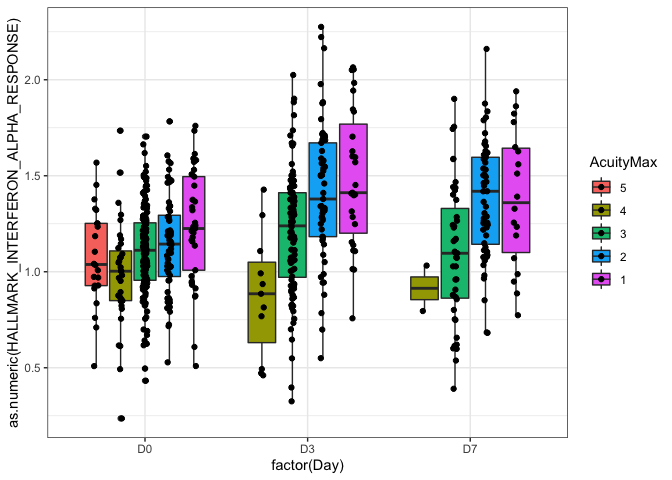 as.numeric(HALLMARK_INTERFERON_ALPHA_RESPONSE)
2.0
1.5
1.0
0.5
D0
D3
D7
factor(Day)
AcuityMax
5
4
3
2
1